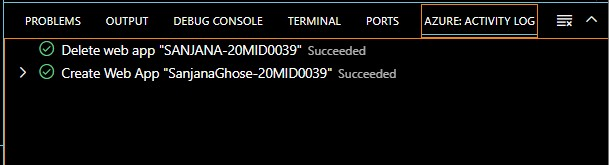 PROBLEMS OUTPUT DEBUG CONSOLE TERMINAL PORTS AZURE: ACTIVITY LOG
Delete web app "SANJANA-20MID0039" Succeeded
Create Web App "SanjanaGhose-20MID0039" Succeeded